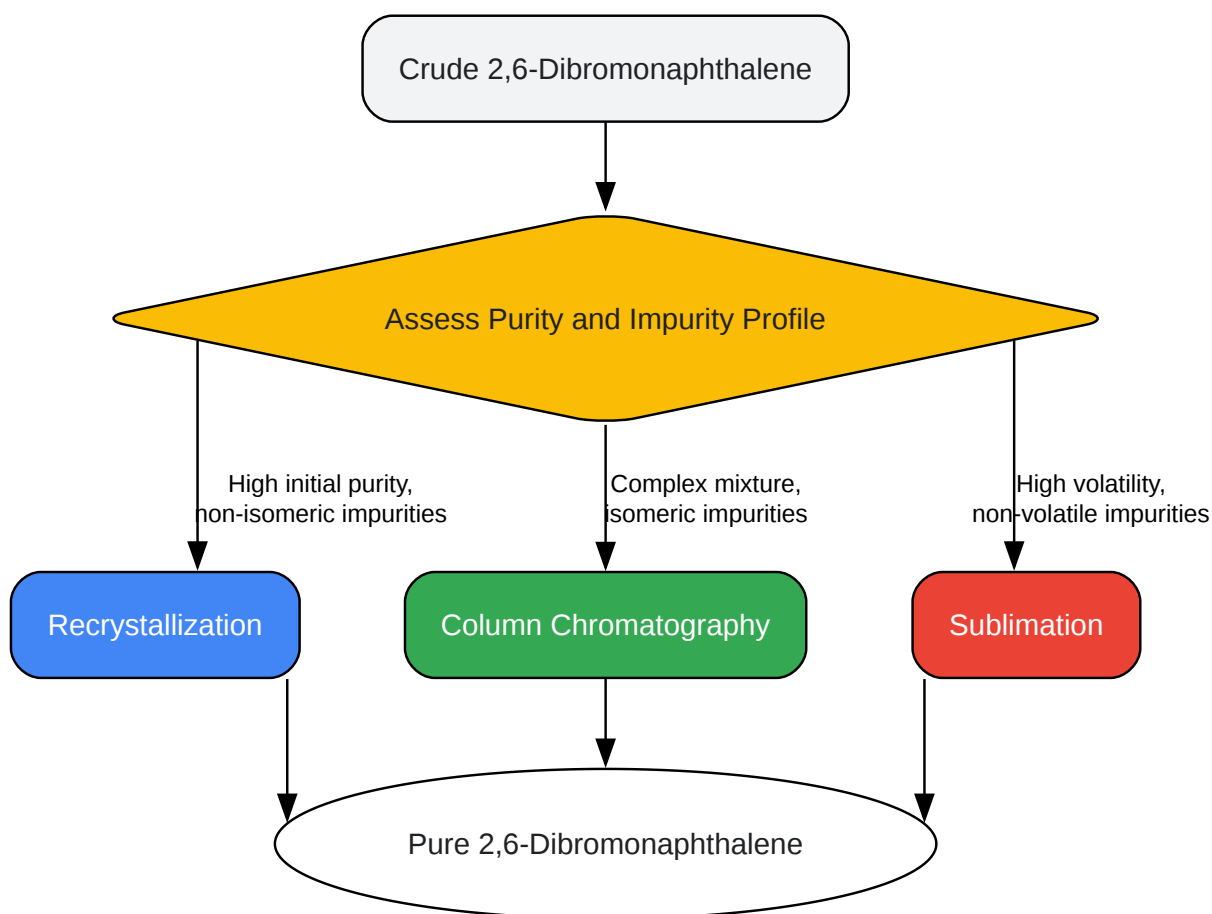 Crude 2,6-Dibromonaphthalene
Assess Purity and Impurity Profile
High initial purity,
non-isomeric impurities
Complex mixture,
isomeric impurities
High volatility,
non-volatile impurities
Recrystallization
Column Chromatography
Sublimation
Pure 2,6-Dibromonaphthalene